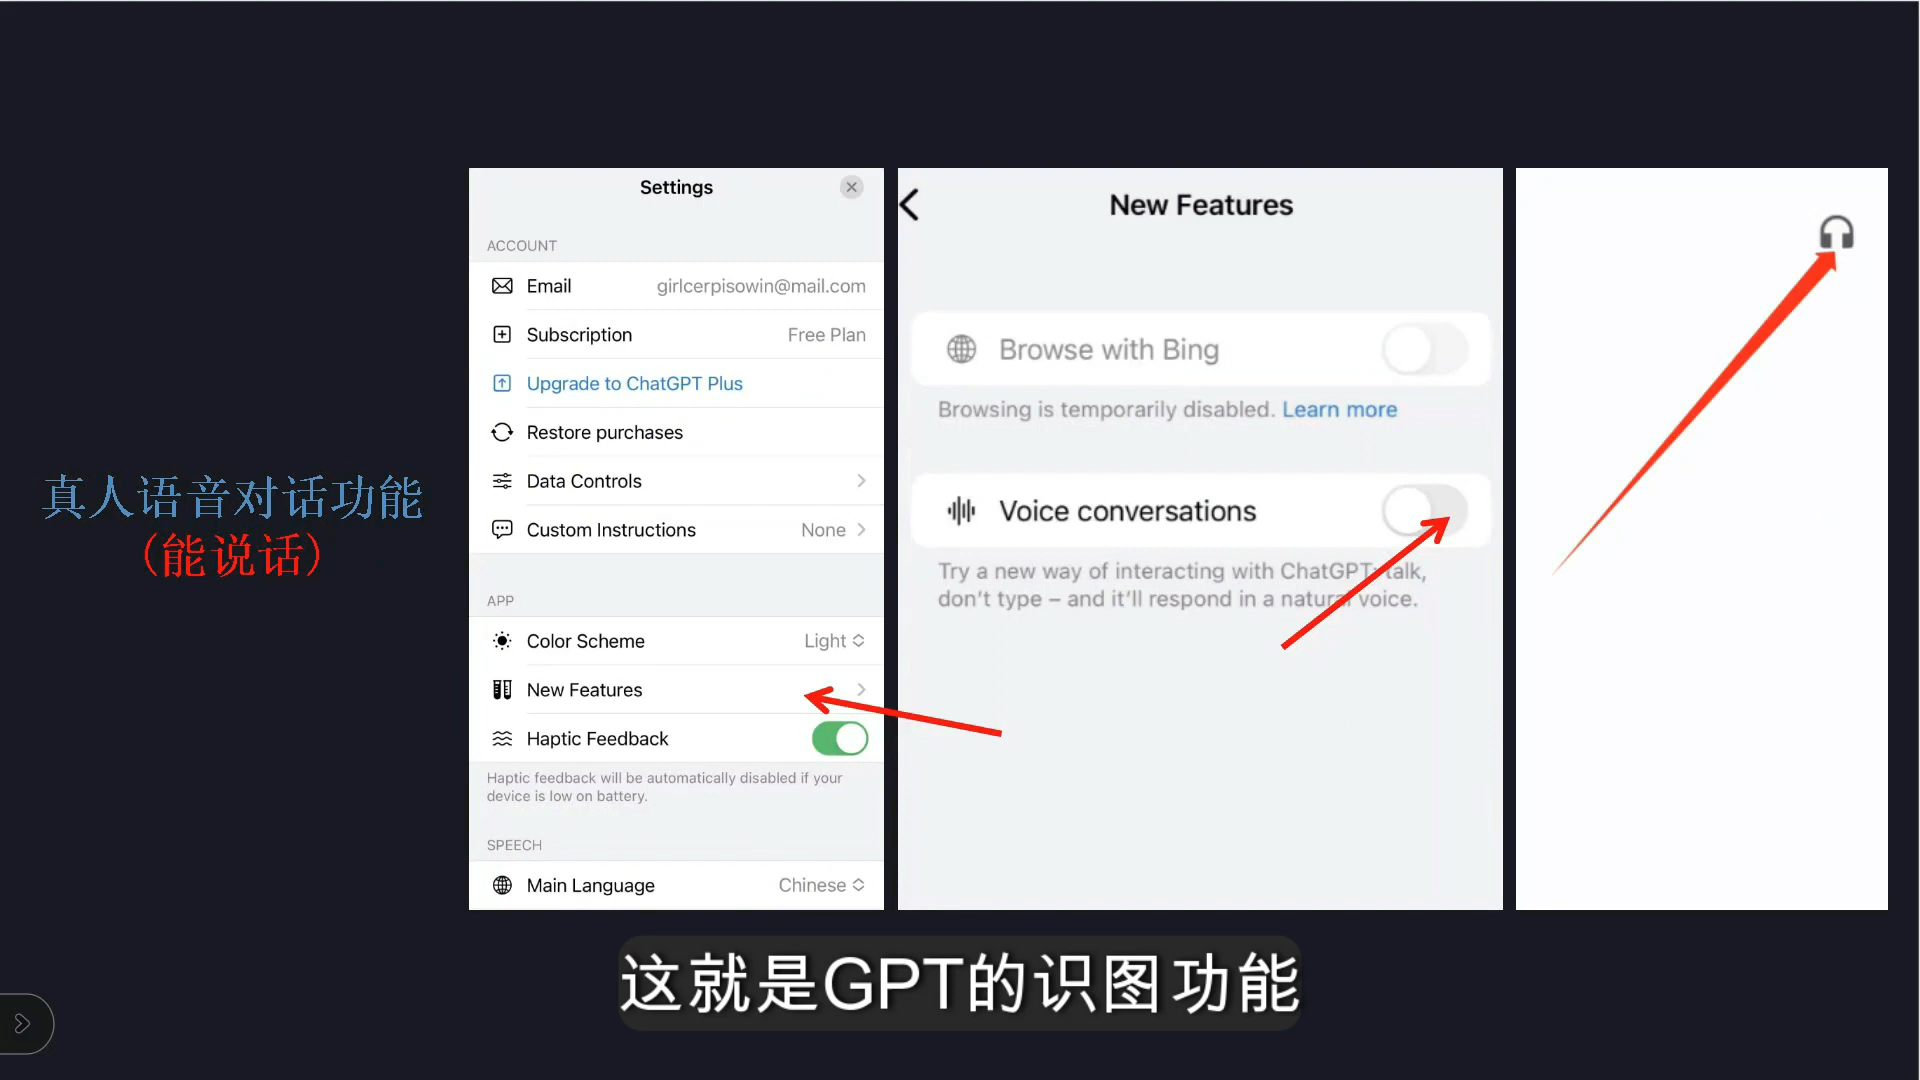 真人语音对话功能
(能说话)
Settings
ACCOUNT
Email girlcerpisowin@mail.com
Subscription Free Plan
Upgrade to ChatGPT Plus
Restore purchases
Data Controls
Custom Instructions None
APP
Color Scheme Light
New Features
Haptic Feedback
Haptic feedback will be automatically disabled if your
device is low on battery.
SPEECH
Main Language Chinese
New Features
Browse with Bing
Browsing is temporarily disabled. Learn more
Voice conversations
Try a new way of interacting with ChatGPT: talk,
don't type – and it'll respond in a natural voice.
这就是GPT的识图功能